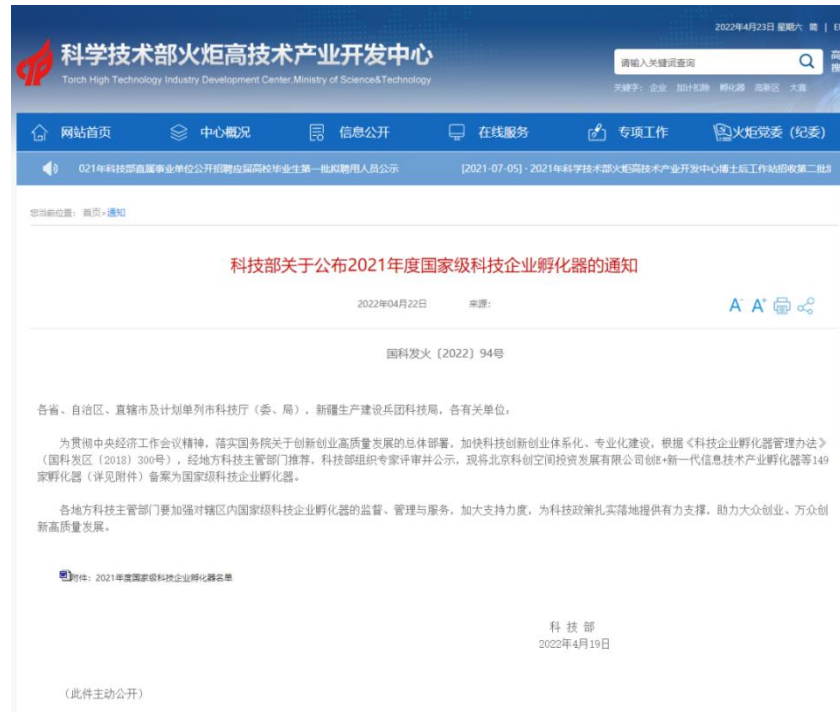 2022年4月23日 星期六 简 | E
科学技术部火炬高技术产业开发中心
Torch High Technology Industry Development Center,Ministry of Science&Technology
请输入关键词查询
高
搜
关键字: 企业 加计扣除 孵化器 高新区 大赛
网站首页 中心概况 信息公开 在线服务 专项工作 火炬党委（纪委）
021年科技部直属事业单位公开招聘应届高校毕业生第一批拟聘用人员公示 [2021-07-05] - 2021年科学技术部火炬高技术产业开发中心博士后工作站招收第二批
您当前位置: 首页>通知
科技部关于公布2021年度国家级科技企业孵化器的通知
2022年04月22日 来源:
A- A+
国科发火〔2022〕94号
各省、自治区、直辖市及计划单列市科技厅（委、局），新疆生产建设兵团科技局，各有关单位：
为贯彻中央经济工作会议精神，落实国务院关于创新创业高质量发展的总体部署，加快科技创新创业体系化、专业化建设，根据《科技企业孵化器管理办法》
（国科发区〔2018〕300号），经地方科技主管部门推荐，科技部组织专家评审并公示，现将北京科创空间投资发展有限公司创E+新一代信息技术产业孵化器等149
家孵化器（详见附件）备案为国家级科技企业孵化器。
各地方科技主管部门要加强对辖区内国家级科技企业孵化器的监督、管理与服务，加大支持力度，为科技政策扎实落地提供有力支撑，助力大众创业、万众创
新高质量发展。
附件: 2021年度国家级科技企业孵化器名单
科 技 部
2022年4月19日
（此件主动公开）